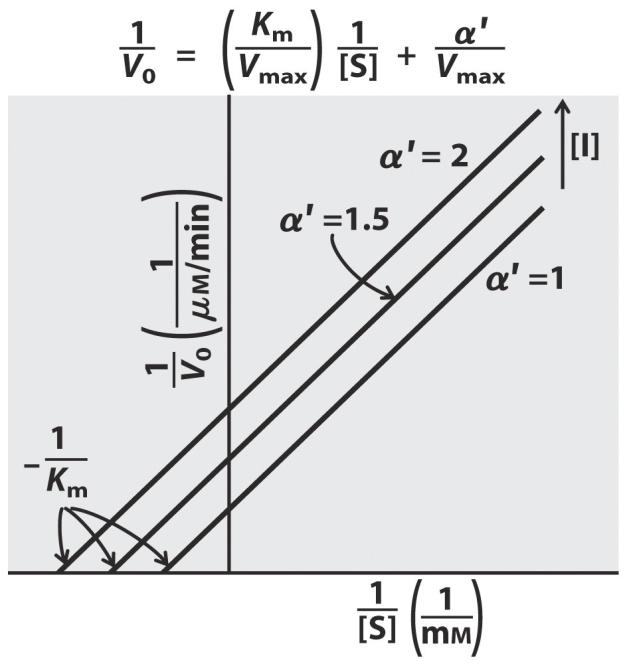 1/V₀ = (Kₘ/Vₘₐₓ) 1/[S] + α′/Vₘₐₓ
α′ = 2
[I]
α′ =1.5
α′ =1
1/V₀ (1/μM/min)
−1/Kₘ
1/[S] (1/mM)